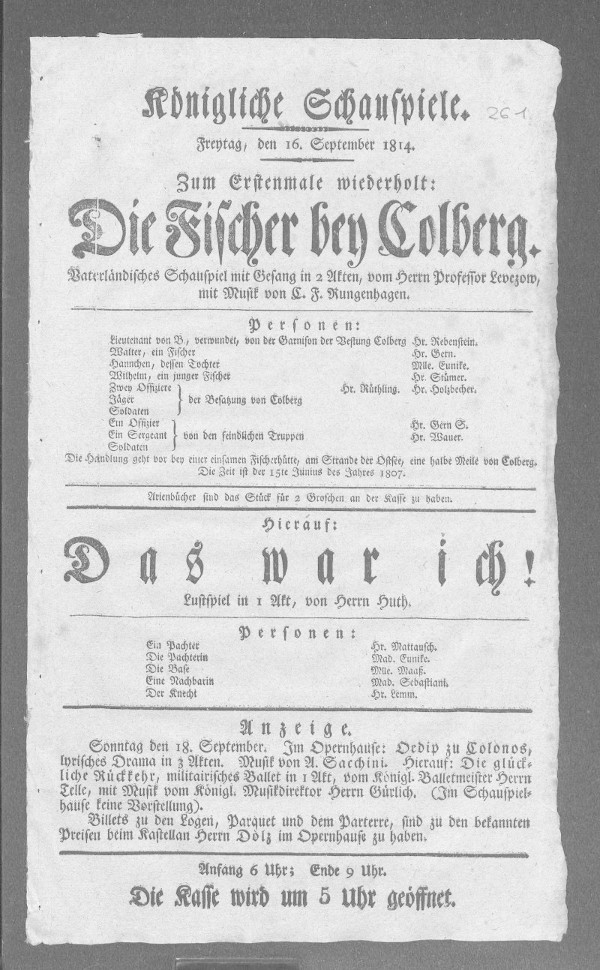 Königliche Schauspiele.
261
Freytag, den 16. September 1814.
Zum Erstenmale wiederholt:
Die Fischer bey Colberg.
Vaterländisches Schauspiel mit Gesang in 2 Akten, vom Herrn Professor Levezow,
mit Musik von C. F. Rungenhagen.
Personen:
Lieutenant von B, verwundet, von der Garnison der Vestung Colberg Hr. Rebenstein.
Walter, ein Fischer Hr. Gern.
Hannchen, dessen Tochter Mlle. Eunike.
Wilhelm, ein junger Fischer Hr. Stümer.
Zwey Offiziere Hr. Rüthling. Hr. Holzbecher.
Jäger der Besatzung von Colberg
Soldaten
Ein Offizier Hr. Gern S.
Ein Sergeant von den feindlichen Truppen Hr. Wauer.
Soldaten
Die Handlung geht vor bey einer einsamen Fischerhütte, am Strande der Ostsee, eine halbe Meile von Colberg.
Die Zeit ist der 15te Junius des Jahres 1807.
Arienbücher sind das Stück für 2 Groschen an der Kasse zu haben.
Hierauf:
Das war ich!
Lustspiel in 1 Akt, von Herrn Huth.
Personen:
Ein Pachter Hr. Mattausch.
Die Pachterin Mad. Eunike.
Die Base Mlle. Maaß.
Eine Nachbarin Mad. Sebastiani.
Der Knecht Hr. Lemm.
Anzeige.
Sonntag den 18. September. Im Opernhause: Oedip zu Colonos,
lyrisches Drama in 3 Akten. Musik von A. Sacchini. Hierauf: Die glück-
liche Rückkehr, militairisches Ballet in 1 Akt, vom Königl. Balletmeister Herrn
Telle, mit Musik vom Königl. Musikdirektor Herrn Gürlich. (Im Schauspiel-
hause keine Vorstellung).
Billets zu den Logen, Parquet und dem Parterre, sind zu den bekannten
Preisen beim Kastellan Herrn Dölz im Opernhause zu haben.
Anfang 6 Uhr; Ende 9 Uhr.
Die Kasse wird um 5 Uhr geöffnet.